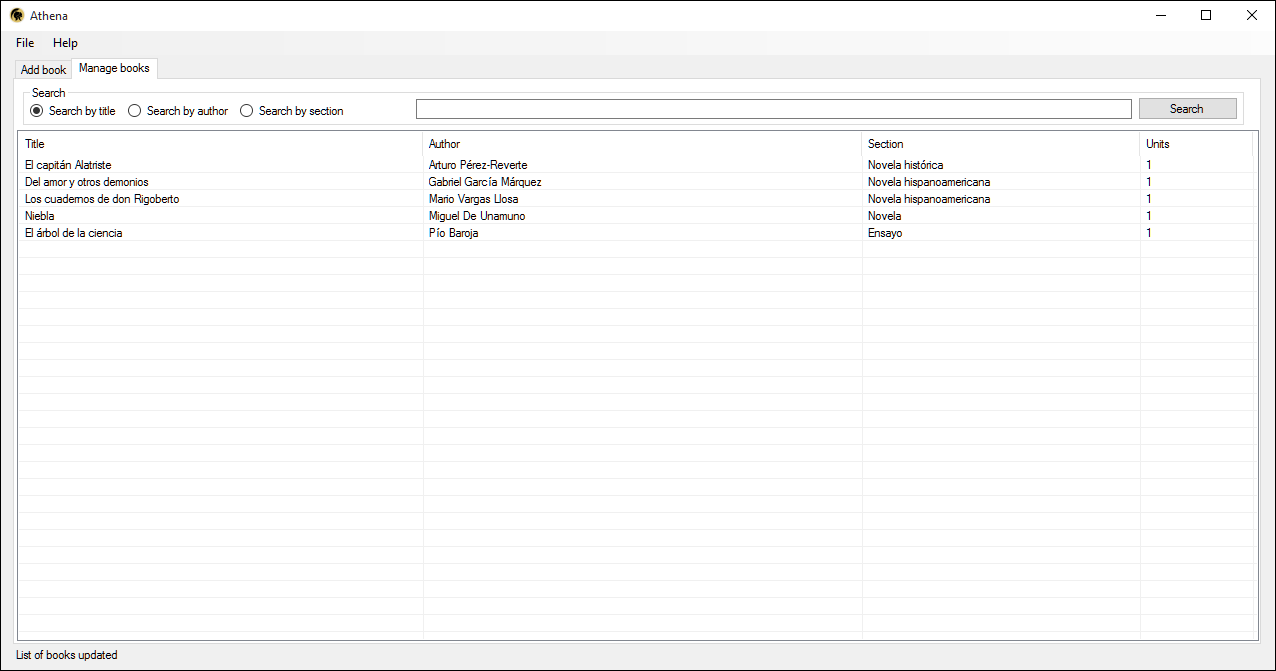 Athena
File Help
Add book Manage books
Search
Search by title Search by author Search by section Search
Title Author Section Units
El capitán Alatriste Arturo Pérez-Reverte Novela histórica 1
Del amor y otros demonios Gabriel García Márquez Novela hispanoamericana 1
Los cuadernos de don Rigoberto Mario Vargas Llosa Novela hispanoamericana 1
Niebla Miguel De Unamuno Novela 1
El árbol de la ciencia Pío Baroja Ensayo 1
List of books updated